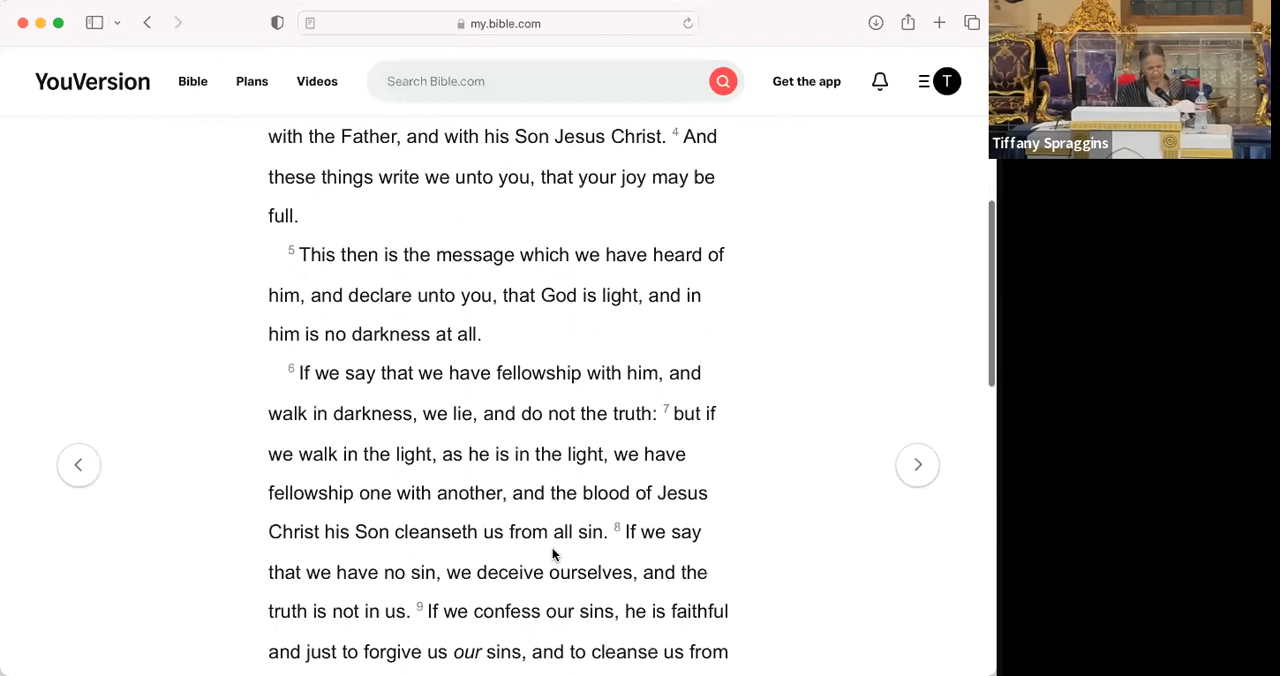 my.bible.com
YouVersion Bible Plans Videos Search Bible.com Get the app T
Tiffany Spraggins
with the Father, and with his Son Jesus Christ. 4 And
these things write we unto you, that your joy may be
full.
5 This then is the message which we have heard of
him, and declare unto you, that God is light, and in
him is no darkness at all.
6 If we say that we have fellowship with him, and
walk in darkness, we lie, and do not the truth: 7 but if
we walk in the light, as he is in the light, we have
fellowship one with another, and the blood of Jesus
Christ his Son cleanseth us from all sin. 8 If we say
that we have no sin, we deceive ourselves, and the
truth is not in us. 9 If we confess our sins, he is faithful
and just to forgive us our sins, and to cleanse us from